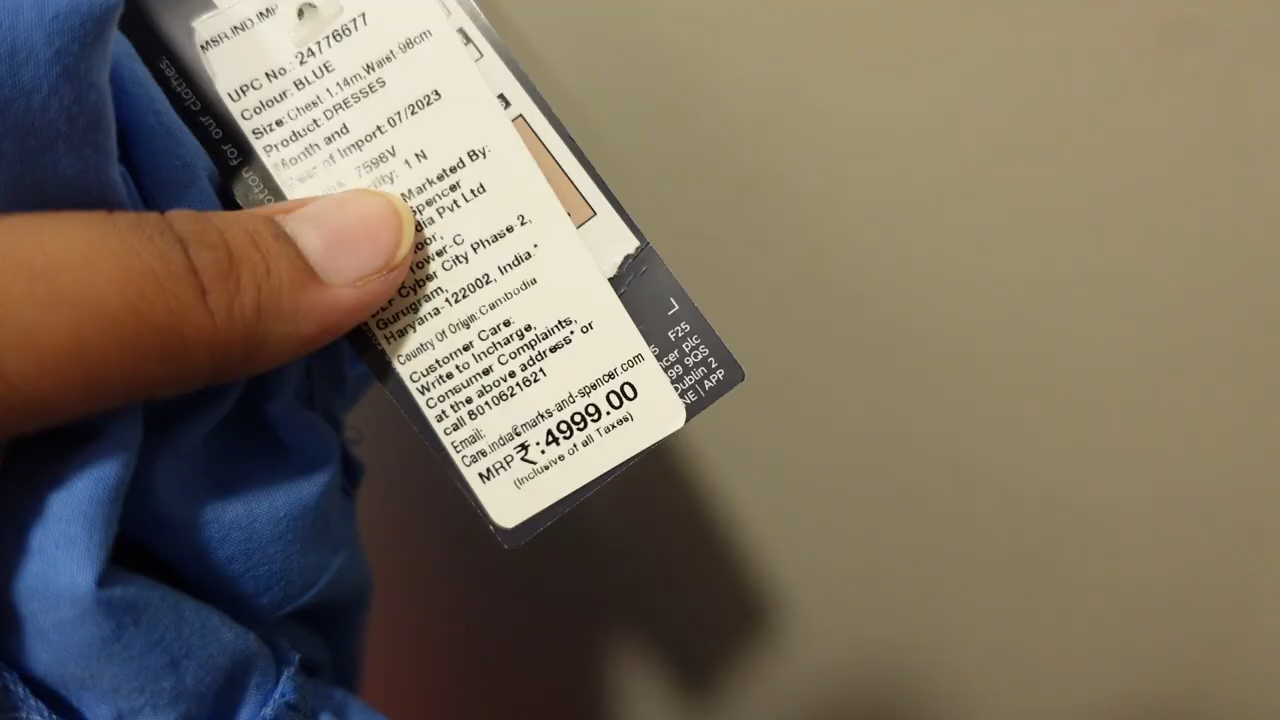 MSR.IND.IMP
UPC No.: 24776677
Colour: BLUE
Size:Chest 1.14m,Waist-98cm
Product:DRESSES
Month and
of Import:07/2023
7598V
1 N
Marketed By:
Spencer
Pvt Ltd
Tower-C
Cyber City Phase-2,
Gurugram,
Haryana-122002, India.*
Country Of Origin:Cambodia
Customer Care:
Write to Incharge,
Consumer Complaints,
at the above address* or
call 8010621621
Email:
Care.india@marks-and-spencer.com
MRP ₹:4999.00
(Inclusive of all Taxes)
for our clothes.
F25
plc
9QS
Dublin 2
| APP